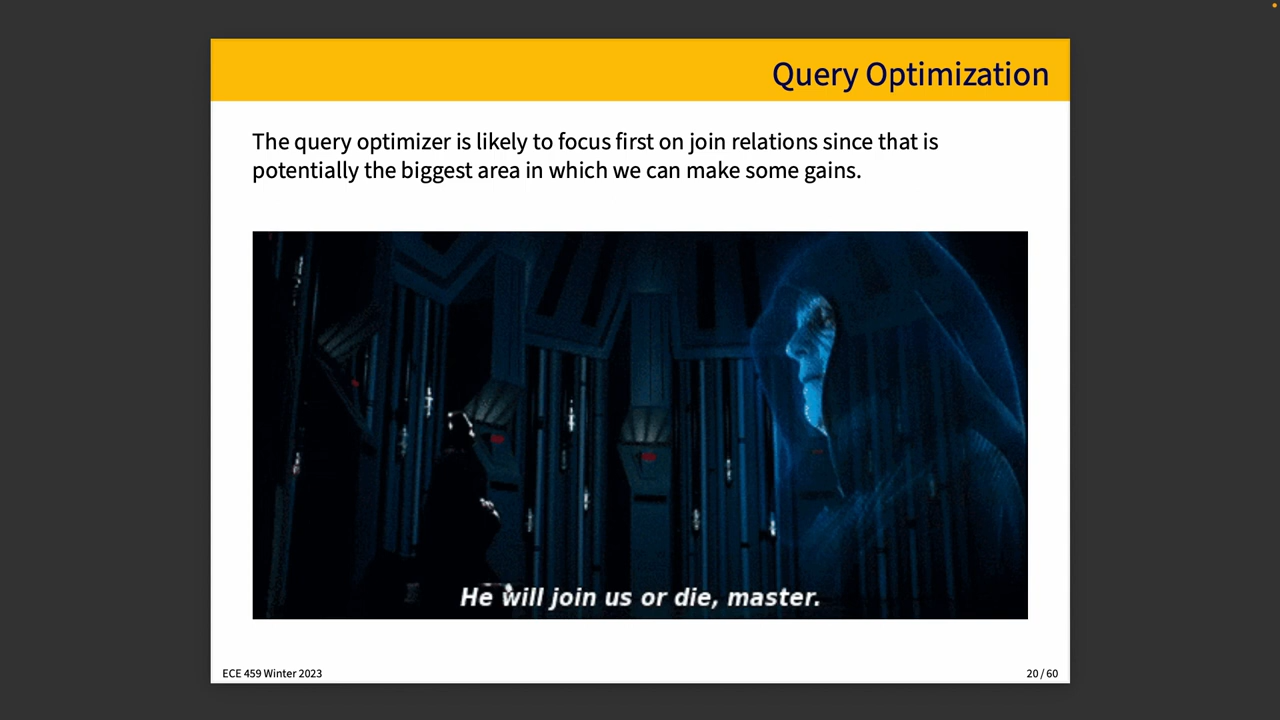 Query Optimization
The query optimizer is likely to focus first on join relations since that is
potentially the biggest area in which we can make some gains.
He will join us or die, master.
ECE 459 Winter 2023
20 / 60